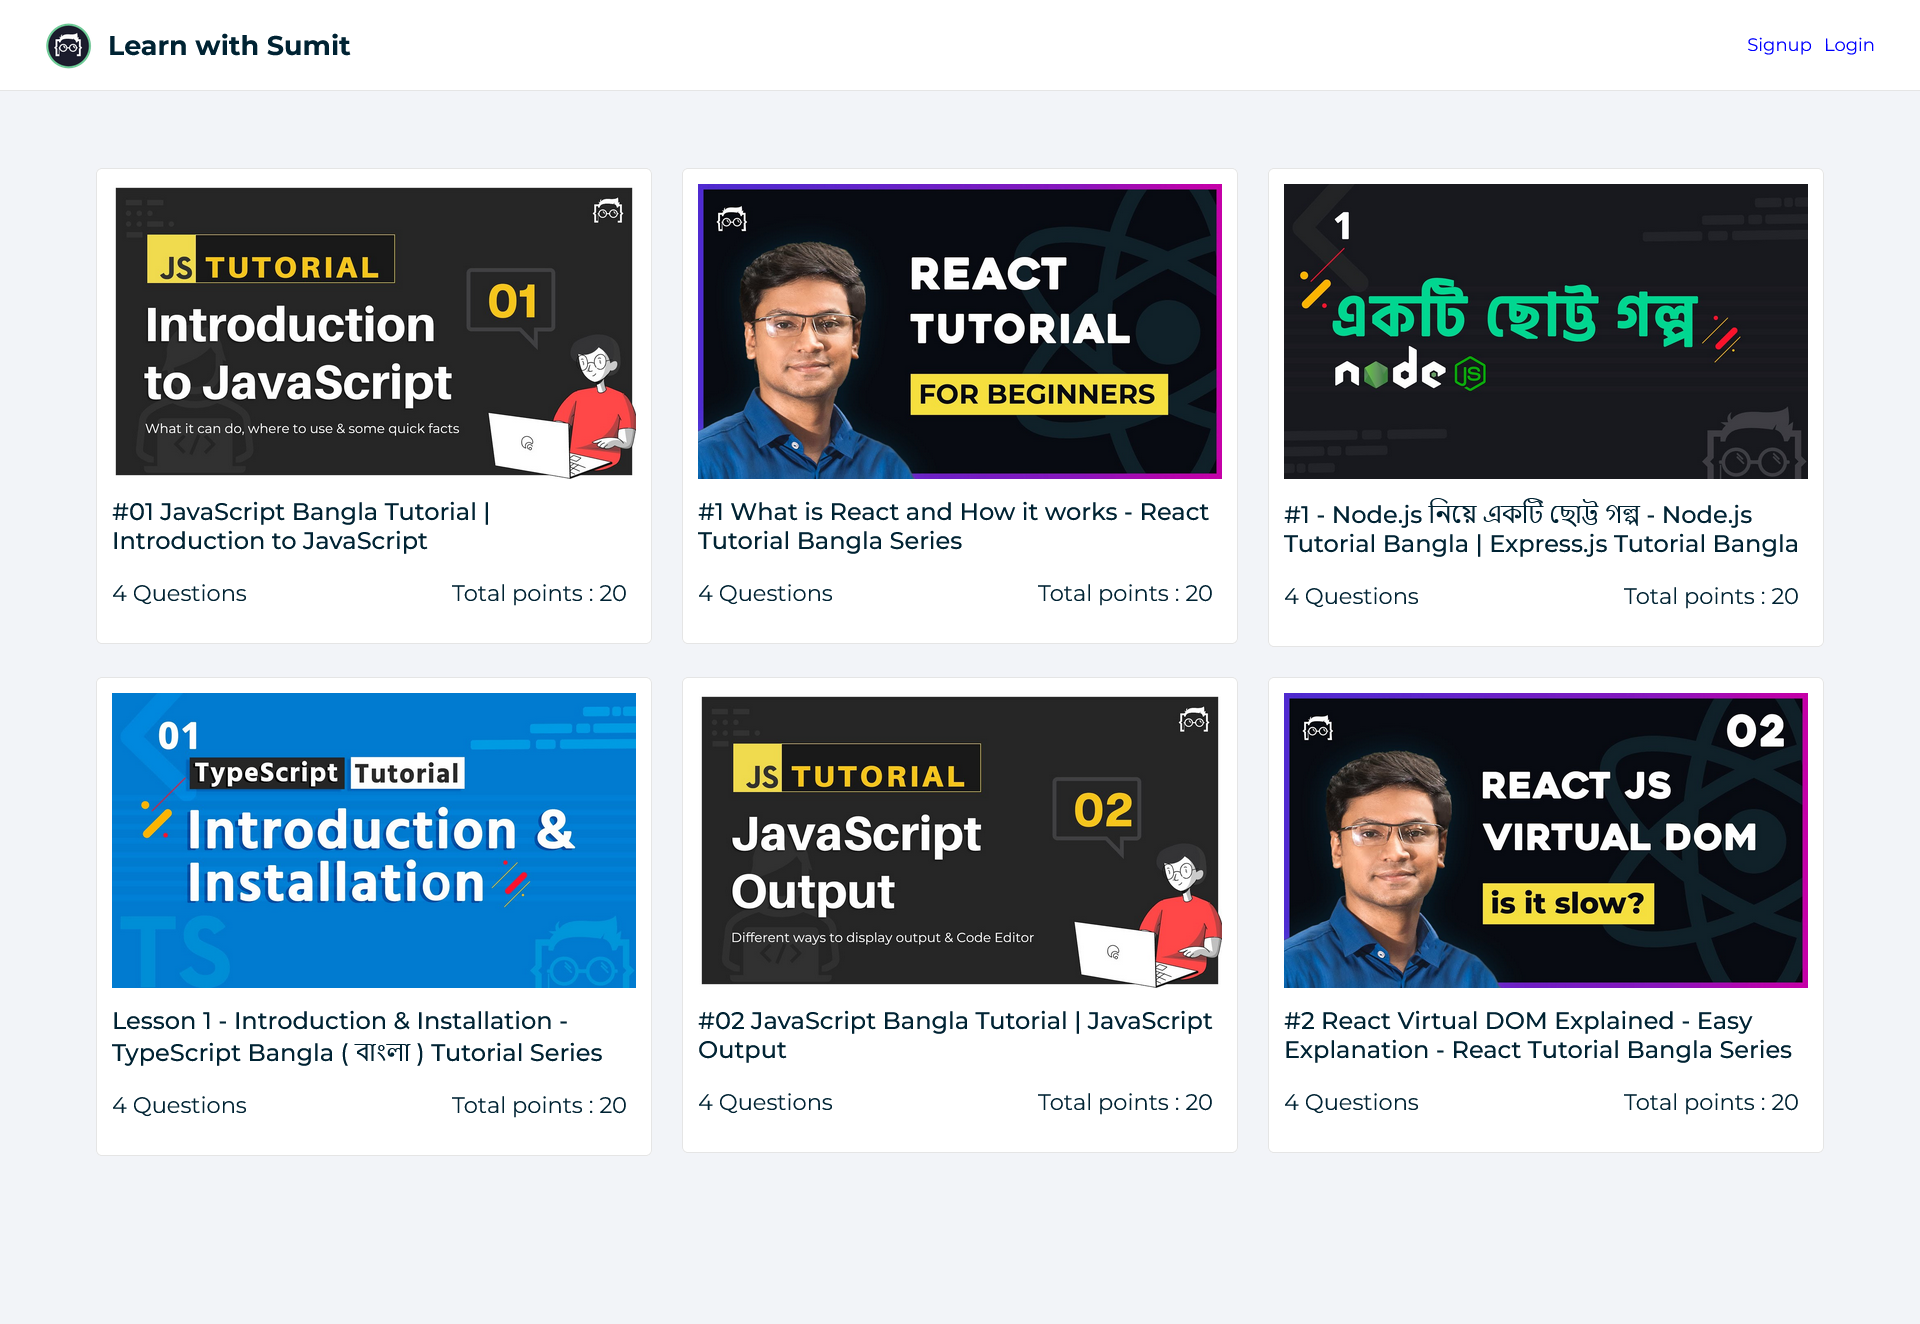 Learn with Sumit
Signup Login
JS TUTORIAL
01
Introduction
to JavaScript
What it can do, where to use & some quick facts
#01 JavaScript Bangla Tutorial |
Introduction to JavaScript
4 Questions Total points : 20
REACT
TUTORIAL
FOR BEGINNERS
#1 What is React and How it works - React
Tutorial Bangla Series
4 Questions Total points : 20
1
একটি ছোট্ট গল্প
node JS
#1 - Node.js নিয়ে একটি ছোট্ট গল্প - Node.js
Tutorial Bangla | Express.js Tutorial Bangla
4 Questions Total points : 20
01
TypeScript Tutorial
Introduction &
Installation
TS
Lesson 1 - Introduction & Installation -
TypeScript Bangla ( বাংলা ) Tutorial Series
4 Questions Total points : 20
JS TUTORIAL
02
JavaScript
Output
Different ways to display output & Code Editor
#02 JavaScript Bangla Tutorial | JavaScript
Output
4 Questions Total points : 20
02
REACT JS
VIRTUAL DOM
is it slow?
#2 React Virtual DOM Explained - Easy
Explanation - React Tutorial Bangla Series
4 Questions Total points : 20